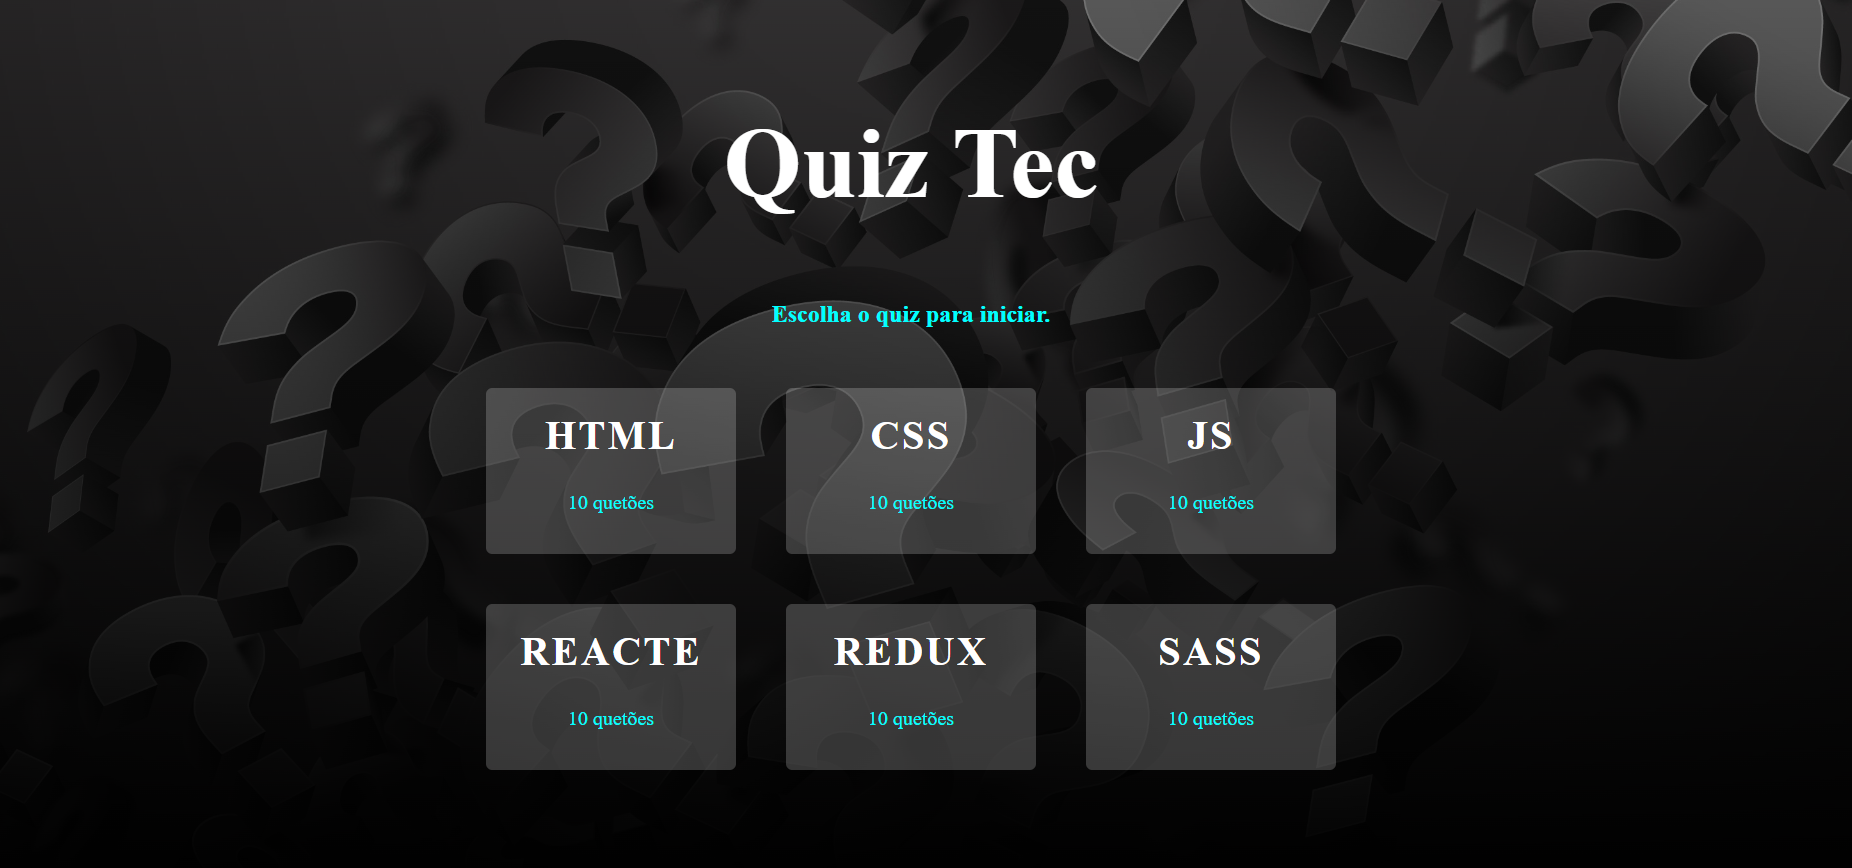 Quiz Tec
Escolha o quiz para iniciar.
HTML
10 quetões
CSS
10 quetões
JS
10 quetões
REACTE
10 quetões
REDUX
10 quetões
SASS
10 quetões